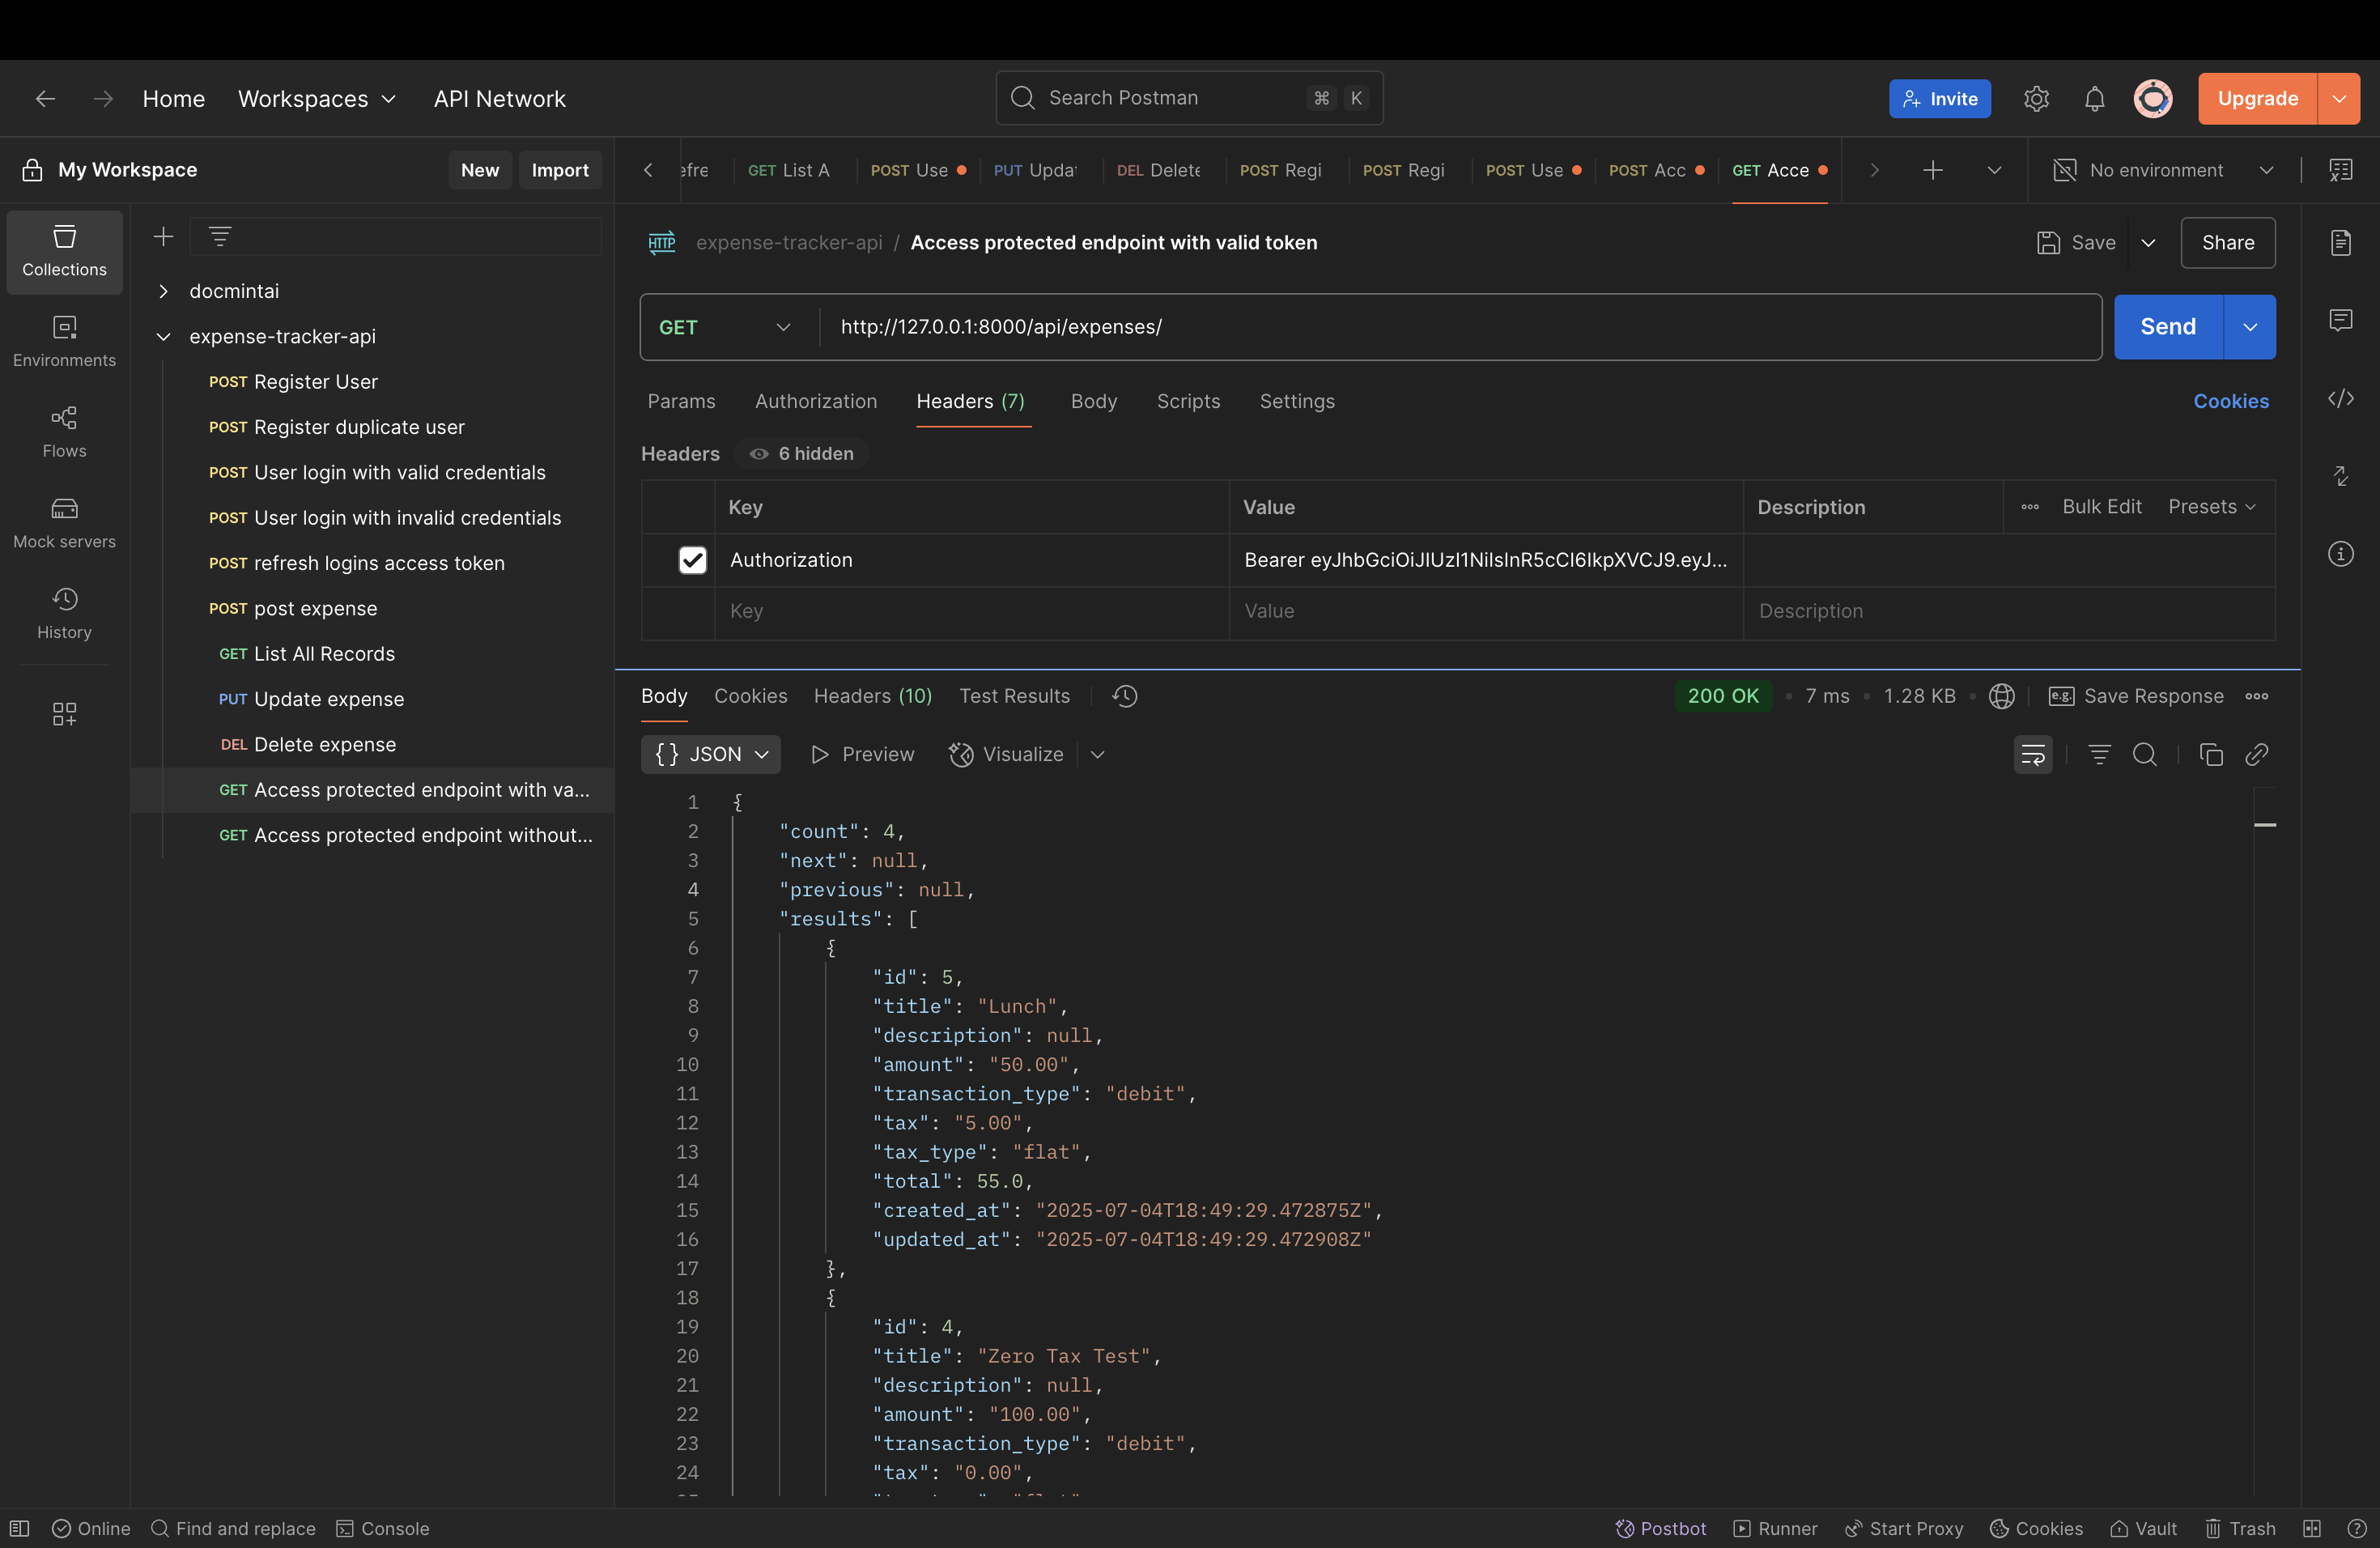 Home Workspaces API Network
Search Postman ⌘ K
Invite
Upgrade
My Workspace New Import
efre GET List A POST Use PUT Upda DEL Delete POST Regi POST Regi POST Use POST Acc GET Acce
No environment
Collections
Environments
Flows
Mock servers
History
docmintai
expense-tracker-api
POST Register User
POST Register duplicate user
POST User login with valid credentials
POST User login with invalid credentials
POST refresh logins access token
POST post expense
GET List All Records
PUT Update expense
DEL Delete expense
GET Access protected endpoint with va...
GET Access protected endpoint without...
HTTP expense-tracker-api / Access protected endpoint with valid token
Save Share
GET http://127.0.0.1:8000/api/expenses/ Send
Params Authorization Headers (7) Body Scripts Settings Cookies
Headers 6 hidden
Key Value Description Bulk Edit Presets
Authorization Bearer eyJhbGciOiJIUzI1NiIsInR5cCI6IkpXVCJ9.eyJ...
Key Value Description
Body Cookies Headers (10) Test Results
200 OK • 7 ms • 1.28 KB • e.g. Save Response
{ } JSON Preview Visualize
1 {
2 "count": 4,
3 "next": null,
4 "previous": null,
5 "results": [
6 {
7 "id": 5,
8 "title": "Lunch",
9 "description": null,
10 "amount": "50.00",
11 "transaction_type": "debit",
12 "tax": "5.00",
13 "tax_type": "flat",
14 "total": 55.0,
15 "created_at": "2025-07-04T18:49:29.472875Z",
16 "updated_at": "2025-07-04T18:49:29.472908Z"
17 },
18 {
19 "id": 4,
20 "title": "Zero Tax Test",
21 "description": null,
22 "amount": "100.00",
23 "transaction_type": "debit",
24 "tax": "0.00",
Online Find and replace Console
Postbot Runner Start Proxy Cookies Vault Trash